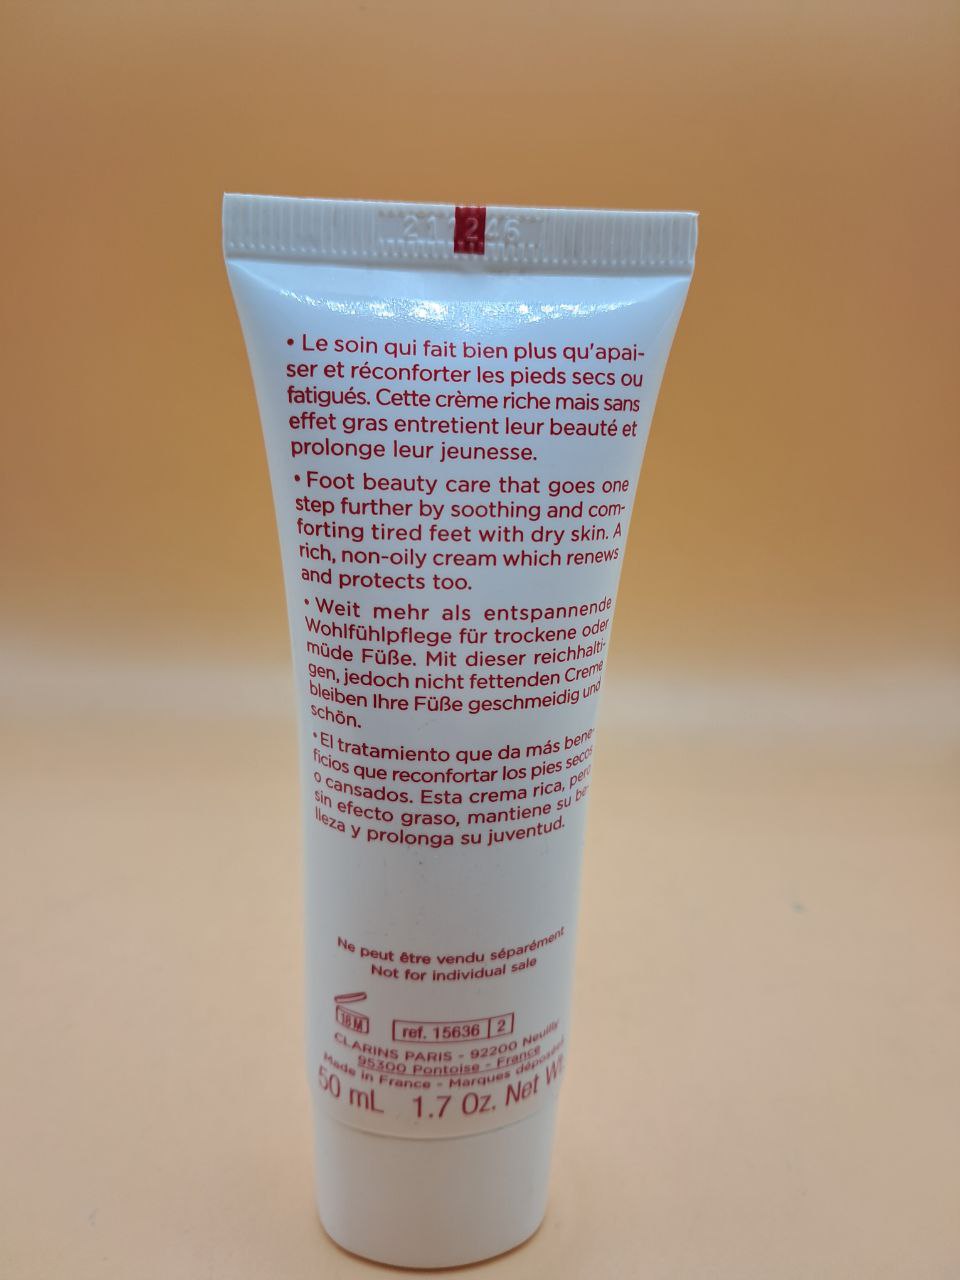 • Le soin qui fait bien plus qu'apai-
ser et réconforter les pieds secs ou
fatigués. Cette crème riche mais sans
effet gras entretient leur beauté et
prolonge leur jeunesse.
• Foot beauty care that goes one
step further by soothing and com-
forting tired feet with dry skin. A
rich, non-oily cream which renews
and protects too.
• Weit mehr als entspannende
Wohlfühlpflege für trockene oder
müde Füße. Mit dieser reichhalti-
gen, jedoch nicht fettenden Creme
bleiben Ihre Füße geschmeidig und
schön.
• El tratamiento que da más bene-
ficios que reconfortar los pies secos
o cansados. Esta crema rica, pero
sin efecto graso, mantiene su be-
lleza y prolonga su juventud.
Ne peut être vendu séparément
Not for individual sale
18 M
ref. 15636 2
CLARINS PARIS - 92200 Neuilly
95300 Pontoise - France
Made in France - Marques déposées
50 mL 1.7 Oz. Net Wt.